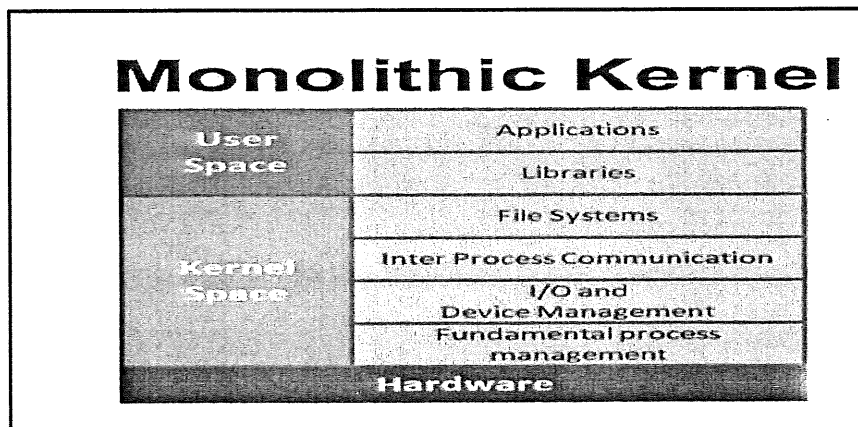 Monolithic Kernel
User
Space
Applications
Libraries
Kernel
Space
File Systems
Inter Process Communication
I/O and
Device Management
Fundamental process
management
Hardware